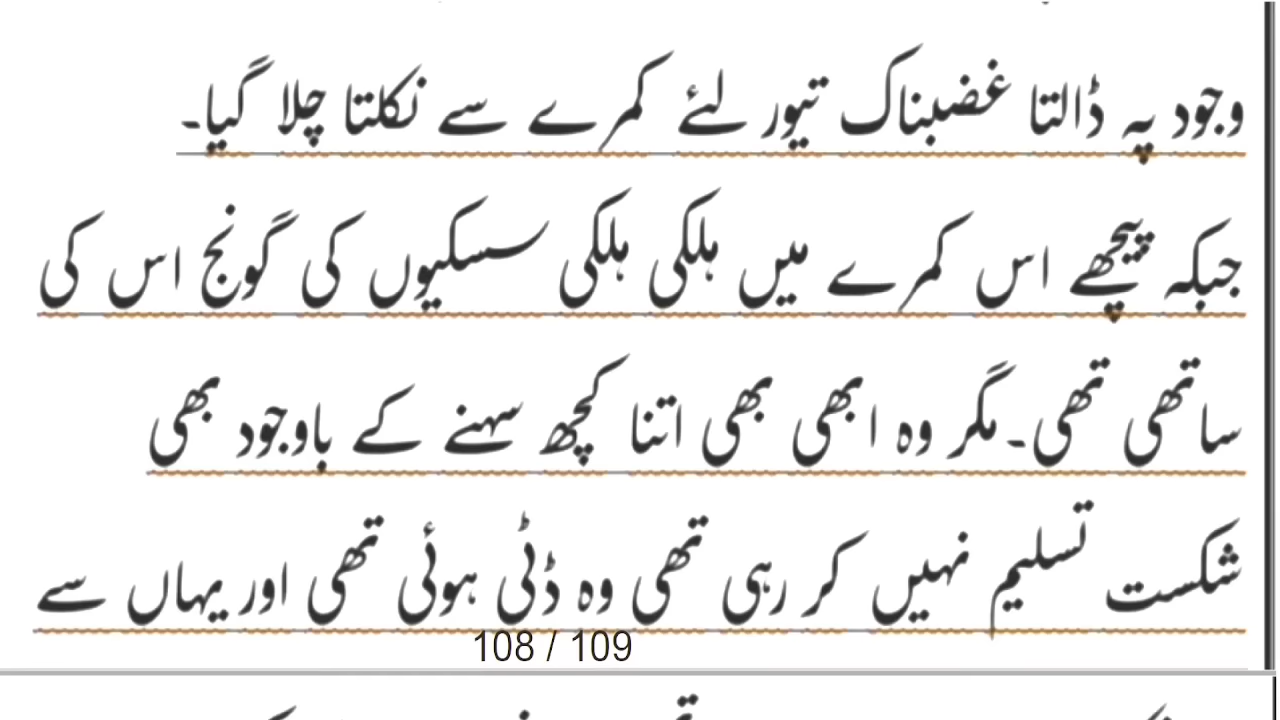 وجود پہ ڈالتا غضبناک تیور لئے کمرے سے نکلتا چلا گیا۔
جبکہ پیچھے اس کمرے میں ہلکی ہلکی سسکیوں کی گونج اس کی
ساتھی تھی۔مگر وہ ابھی بھی اتنا کچھ سہنے کے باوجود بھی
شکست تسلیم نہیں کر رہی تھی وہ ڈٹی ہوئی تھی اور یہاں سے
108 / 109